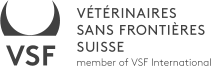 VSF
VÉTÉRINAIRES
SANS FRONTIÈRES
SUISSE
member of VSF International